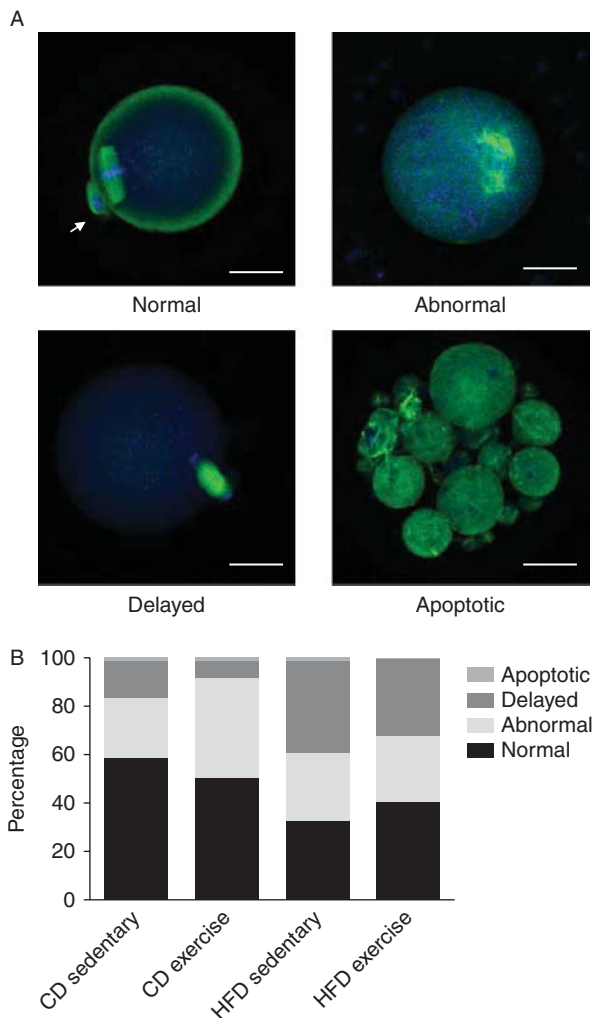 A
Normal
Abnormal
Delayed
Apoptotic
B
Percentage
100
80
60
40
20
0
CD sedentary
CD exercise
HFD sedentary
HFD exercise
Apoptotic
Delayed
Abnormal
Normal